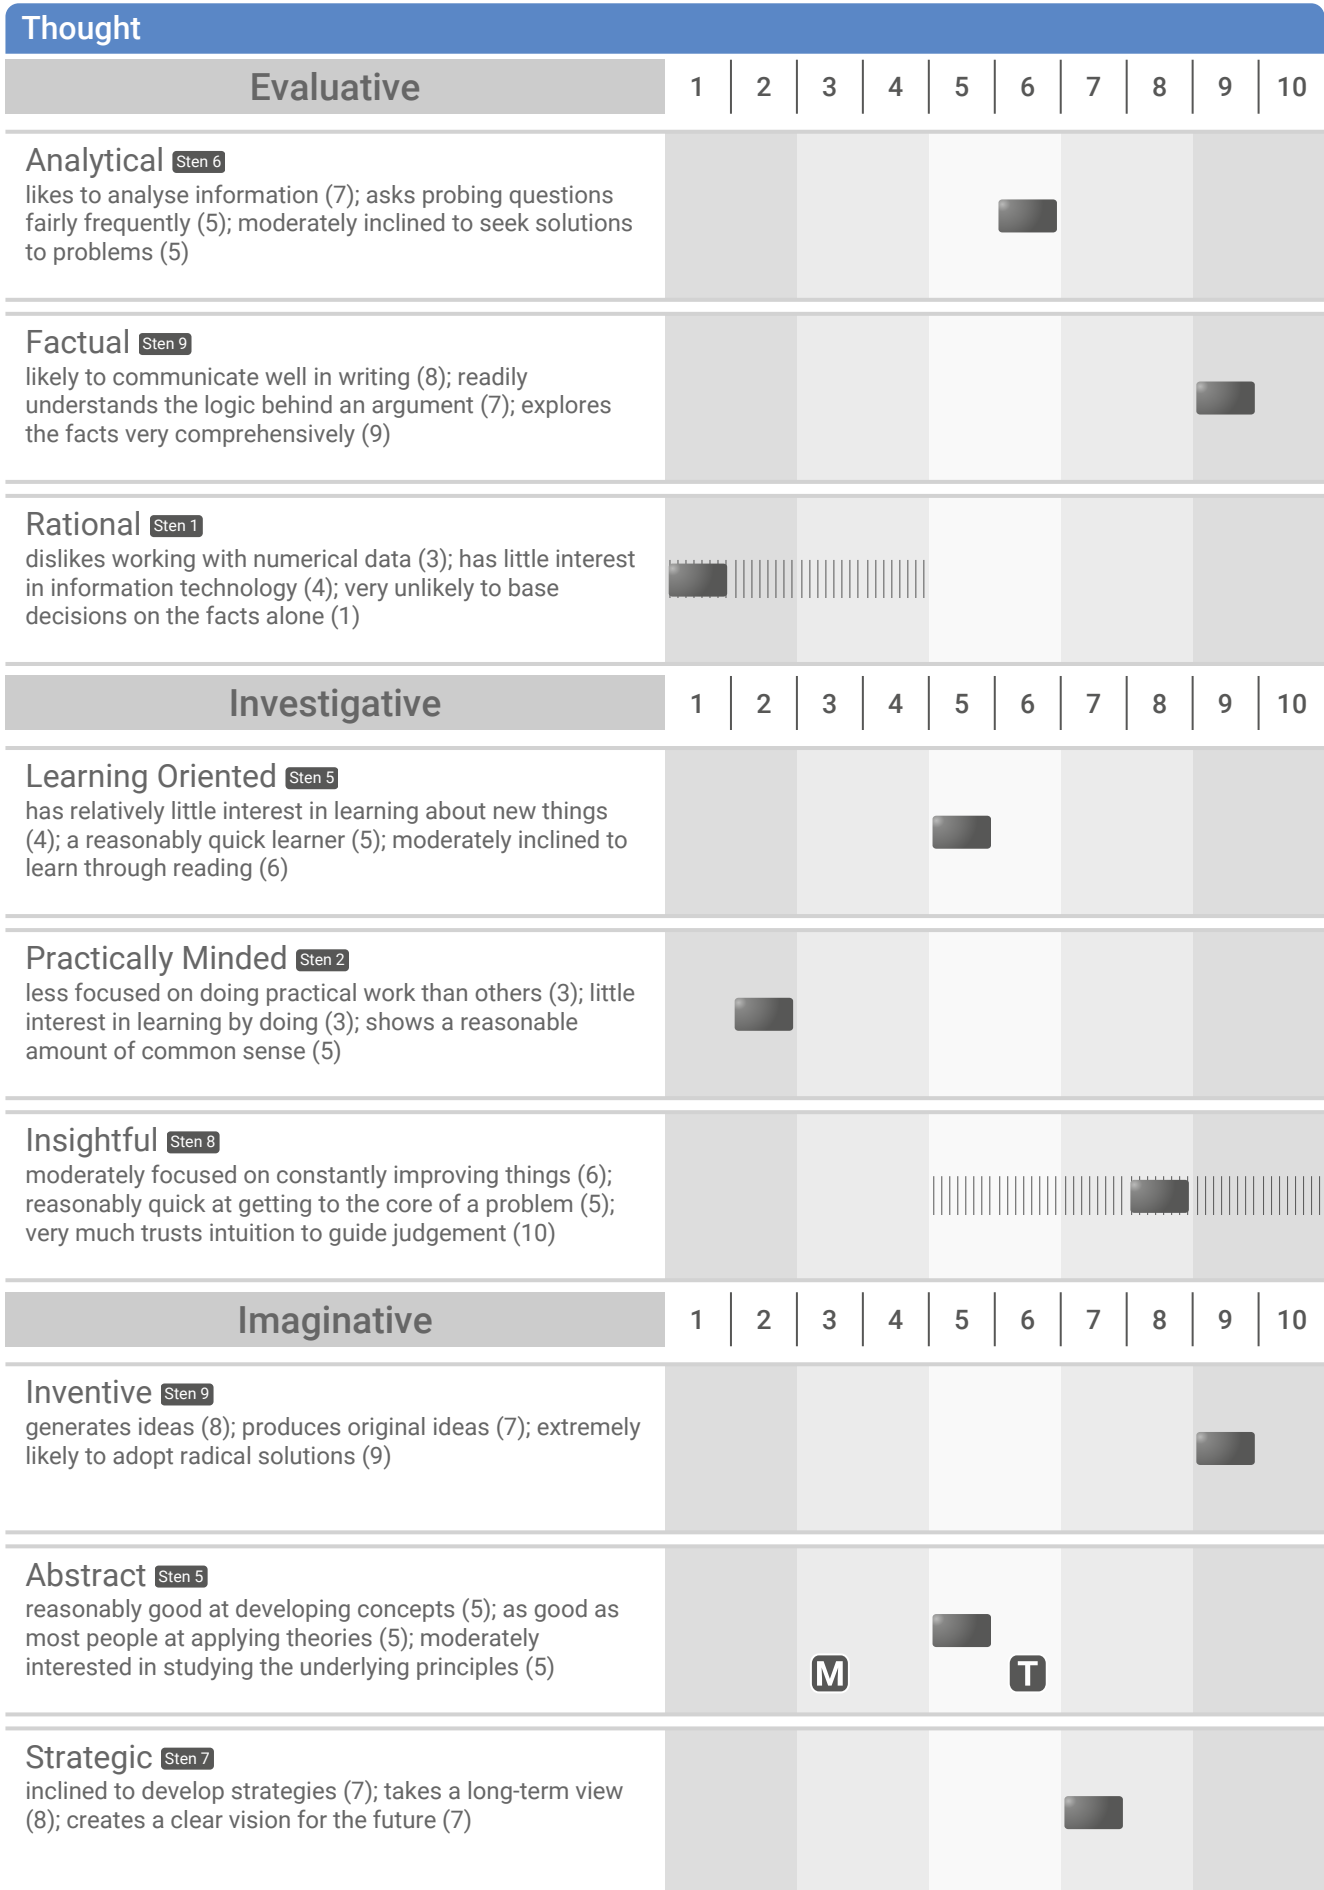 Thought
Evaluative 1 2 3 4 5 6 7 8 9 10
Analytical Sten 6
likes to analyse information (7); asks probing questions
fairly frequently (5); moderately inclined to seek solutions
to problems (5)
Factual Sten 9
likely to communicate well in writing (8); readily
understands the logic behind an argument (7); explores
the facts very comprehensively (9)
Rational Sten 1
dislikes working with numerical data (3); has little interest
in information technology (4); very unlikely to base
decisions on the facts alone (1)
Investigative 1 2 3 4 5 6 7 8 9 10
Learning Oriented Sten 5
has relatively little interest in learning about new things
(4); a reasonably quick learner (5); moderately inclined to
learn through reading (6)
Practically Minded Sten 2
less focused on doing practical work than others (3); little
interest in learning by doing (3); shows a reasonable
amount of common sense (5)
Insightful Sten 8
moderately focused on constantly improving things (6);
reasonably quick at getting to the core of a problem (5);
very much trusts intuition to guide judgement (10)
Imaginative 1 2 3 4 5 6 7 8 9 10
Inventive Sten 9
generates ideas (8); produces original ideas (7); extremely
likely to adopt radical solutions (9)
Abstract Sten 5
reasonably good at developing concepts (5); as good as
most people at applying theories (5); moderately
interested in studying the underlying principles (5)
M T
Strategic Sten 7
inclined to develop strategies (7); takes a long-term view
(8); creates a clear vision for the future (7)